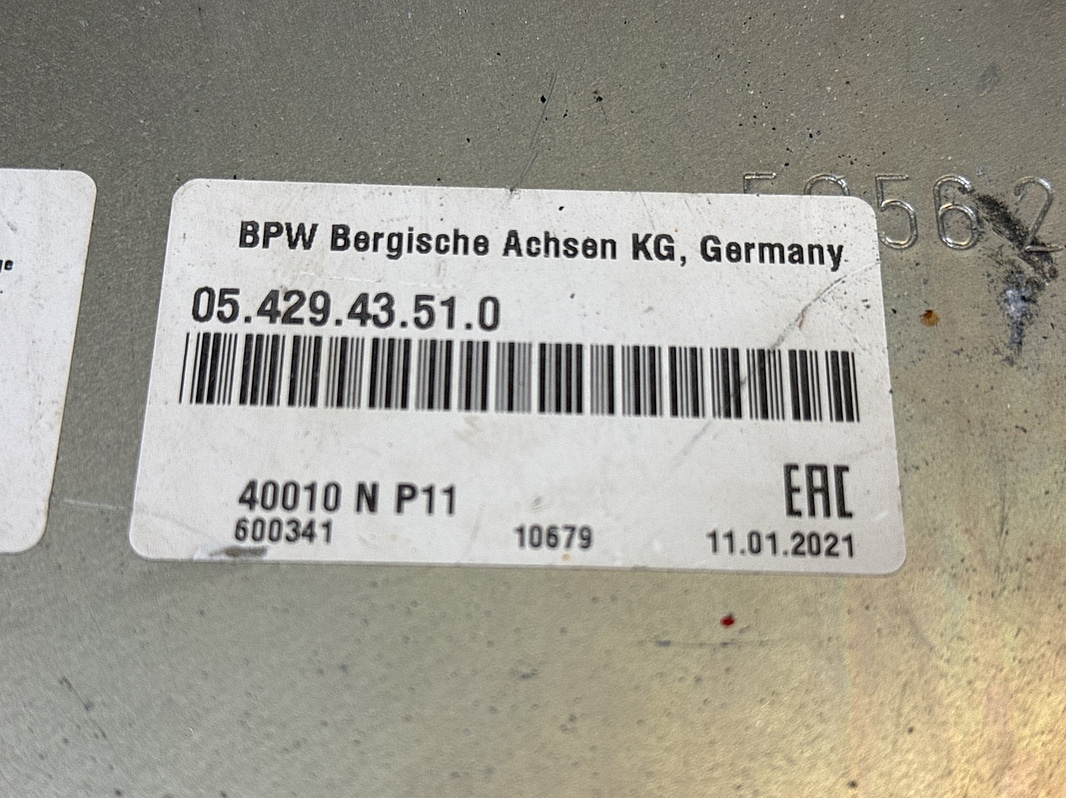 BPW Bergische Achsen KG, Germany
05.429.43.51.0
40010 N P11
EAC
600341 10679 11.01.2021